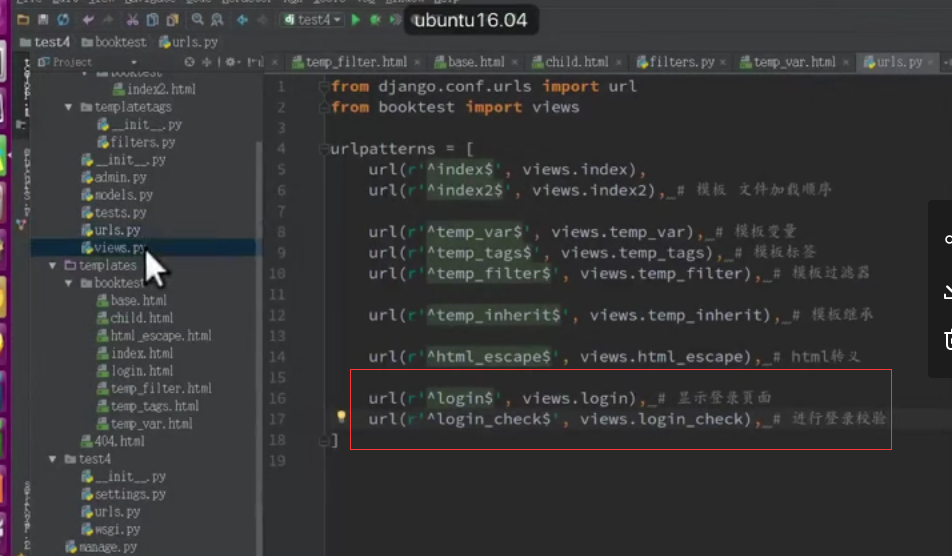 test4
ubuntu16.04
test4
booktest
urls.py
Project
temp_filter.html
base.html
child.html
filters.py
temp_var.html
urls.py
index2.html
templatetags
__init__.py
filters.py
__init__.py
admin.py
models.py
tests.py
urls.py
views.py
templates
booktest
base.html
child.html
html_escape.html
index.html
login.html
temp_filter.html
temp_tags.html
temp_var.html
404.html
test4
__init__.py
settings.py
urls.py
wsgi.py
manage.py
1 from django.conf.urls import url
2 from booktest import views
3
4 urlpatterns = [
5 url(r'^index$', views.index),
6 url(r'^index2$', views.index2), # 模板 文件加载顺序
7
8 url(r'^temp_var$', views.temp_var), # 模板变量
9 url(r'^temp_tags$', views.temp_tags), # 模板标签
10 url(r'^temp_filter$', views.temp_filter), # 模板过滤器
11
12 url(r'^temp_inherit$', views.temp_inherit), # 模板继承
13
14 url(r'^html_escape$', views.html_escape), # html转义
15
16 url(r'^login$', views.login), # 显示登录页面
17 url(r'^login_check$', views.login_check), # 进行登录校验
18 ]
19